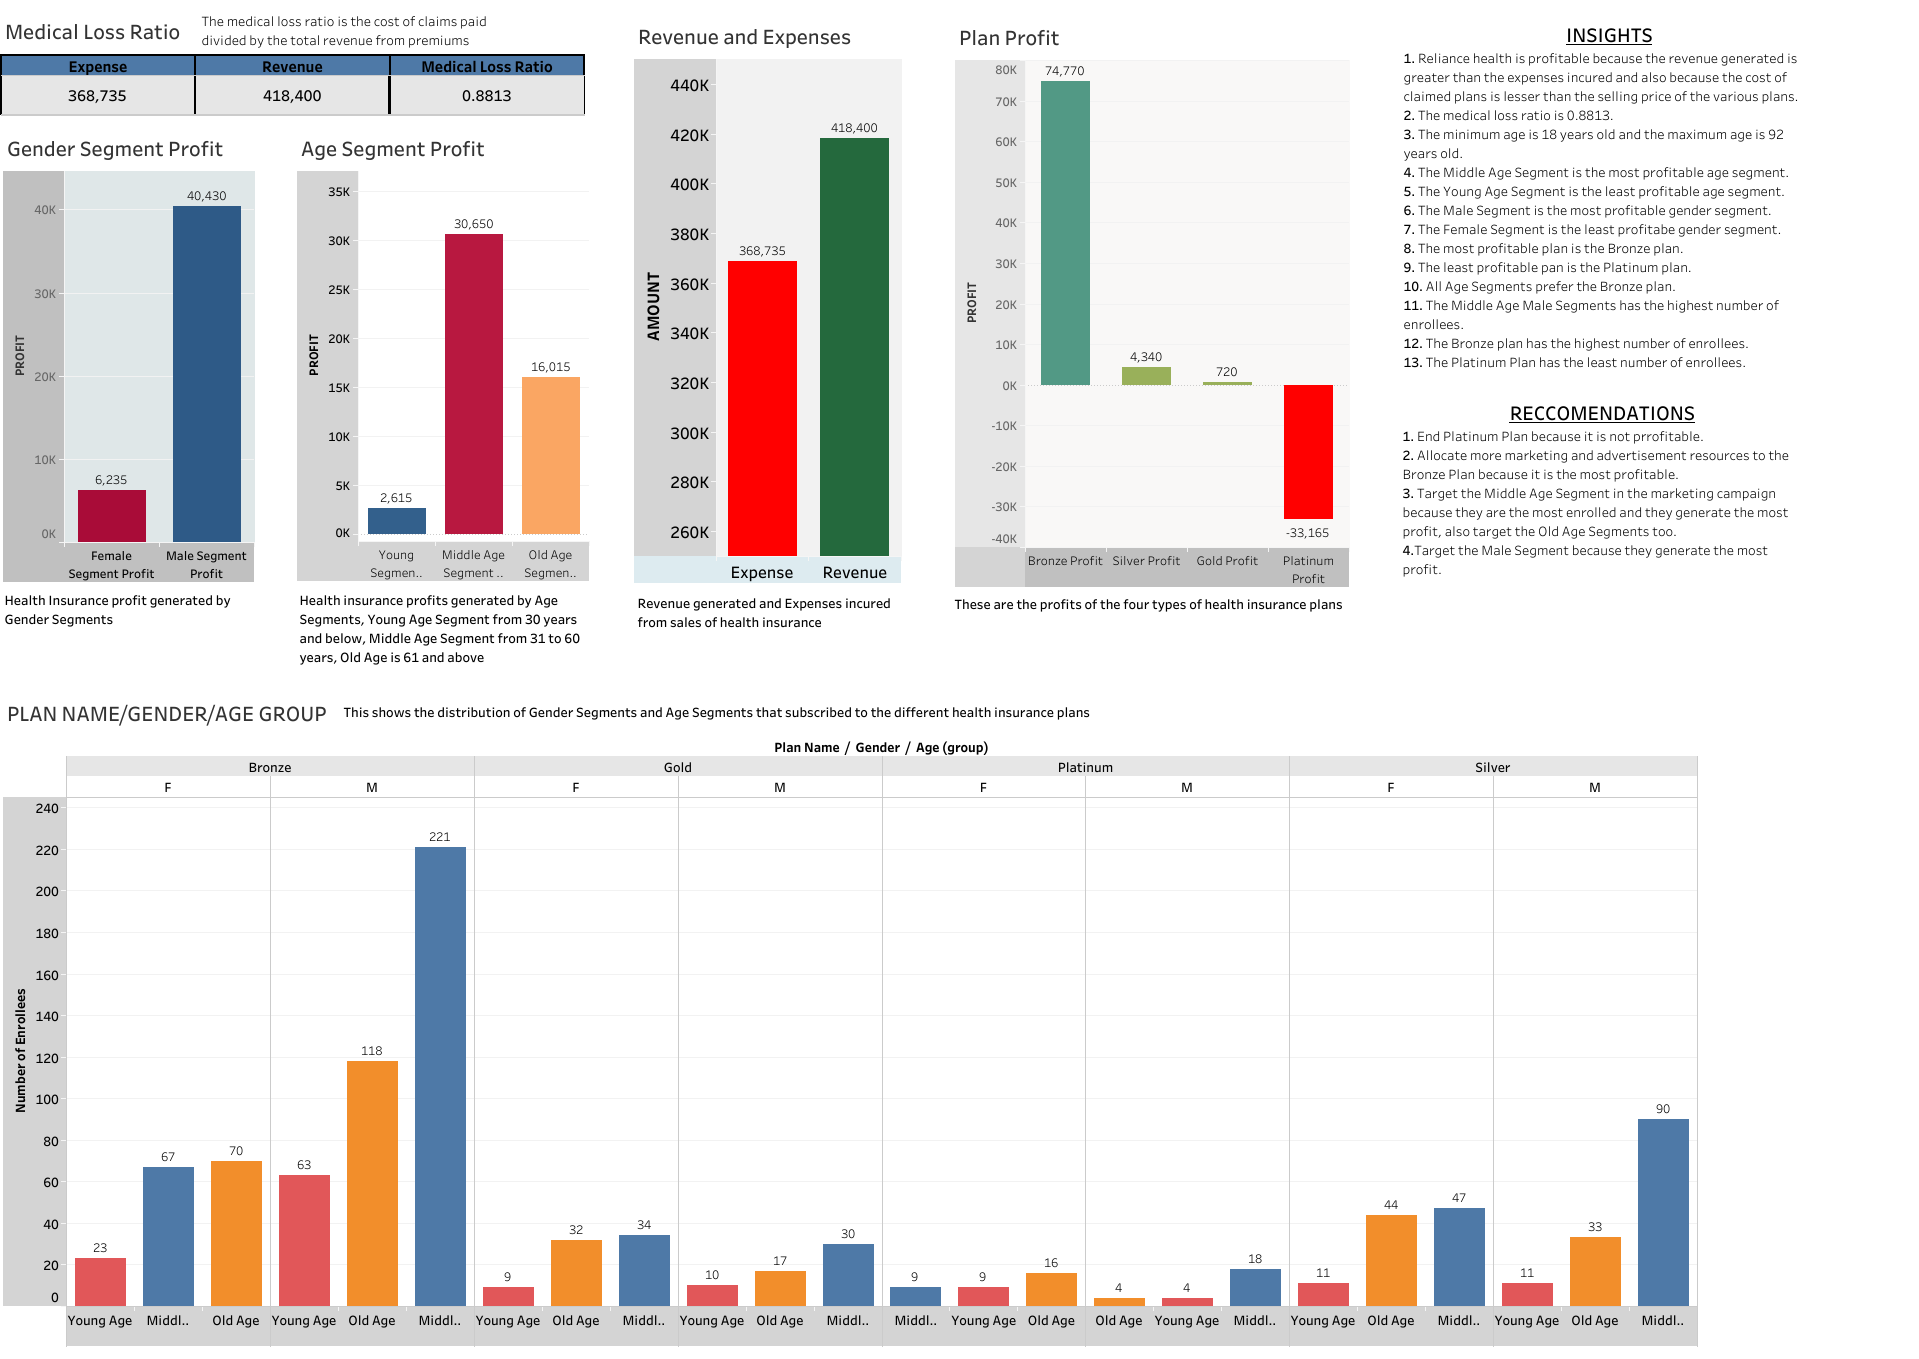 Medical Loss Ratio
The medical loss ratio is the cost of claims paid
divided by the total revenue from premiums
Expense Revenue Medical Loss Ratio
368,735 418,400 0.8813
Gender Segment Profit
PROFIT
40K
30K
20K
10K
0K
6,235
40,430
Female
Segment Profit
Male Segment
Profit
Health Insurance profit generated by
Gender Segments
Age Segment Profit
PROFIT
35K
30K
25K
20K
15K
10K
5K
0K
2,615
30,650
16,015
Young
Segmen..
Middle Age
Segment ..
Old Age
Segmen..
Health insurance profits generated by Age
Segments, Young Age Segment from 30 years
and below, Middle Age Segment from 31 to 60
years, Old Age is 61 and above
Revenue and Expenses
AMOUNT
440K
420K
400K
380K
360K
340K
320K
300K
280K
260K
368,735
418,400
Expense Revenue
Revenue generated and Expenses incured
from sales of health insurance
Plan Profit
PROFIT
80K
70K
60K
50K
40K
30K
20K
10K
0K
-10K
-20K
-30K
-40K
74,770
4,340
720
-33,165
Bronze Profit Silver Profit Gold Profit Platinum
Profit
These are the profits of the four types of health insurance plans
INSIGHTS
1. Reliance health is profitable because the revenue generated is
greater than the expenses incured and also because the cost of
claimed plans is lesser than the selling price of the various plans.
2. The medical loss ratio is 0.8813.
3. The minimum age is 18 years old and the maximum age is 92
years old.
4. The Middle Age Segment is the most profitable age segment.
5. The Young Age Segment is the least profitable age segment.
6. The Male Segment is the most profitable gender segment.
7. The Female Segment is the least profitabe gender segment.
8. The most profitable plan is the Bronze plan.
9. The least profitable pan is the Platinum plan.
10. All Age Segments prefer the Bronze plan.
11. The Middle Age Male Segments has the highest number of
enrollees.
12. The Bronze plan has the highest number of enrollees.
13. The Platinum Plan has the least number of enrollees.
RECCOMENDATIONS
1. End Platinum Plan because it is not prrofitable.
2. Allocate more marketing and advertisement resources to the
Bronze Plan because it is the most profitable.
3. Target the Middle Age Segment in the marketing campaign
because they are the most enrolled and they generate the most
profit, also target the Old Age Segments too.
4.Target the Male Segment because they generate the most
profit.
PLAN NAME/GENDER/AGE GROUP
This shows the distribution of Gender Segments and Age Segments that subscribed to the different health insurance plans
Plan Name / Gender / Age (group)
Bronze Gold Platinum Silver
F M F M F M F M
Number of Enrollees
240
220
200
180
160
140
120
100
80
60
40
20
0
23 67 70 63 118 221 9 32 34 10 17 30 9 9 16 4 4 18 11 44 47 11 33 90
Young Age Middl.. Old Age Young Age Old Age Middl.. Young Age Old Age Middl.. Young Age Old Age Middl.. Middl.. Young Age Old Age Old Age Young Age Middl.. Young Age Old Age Middl.. Young Age Old Age Middl..